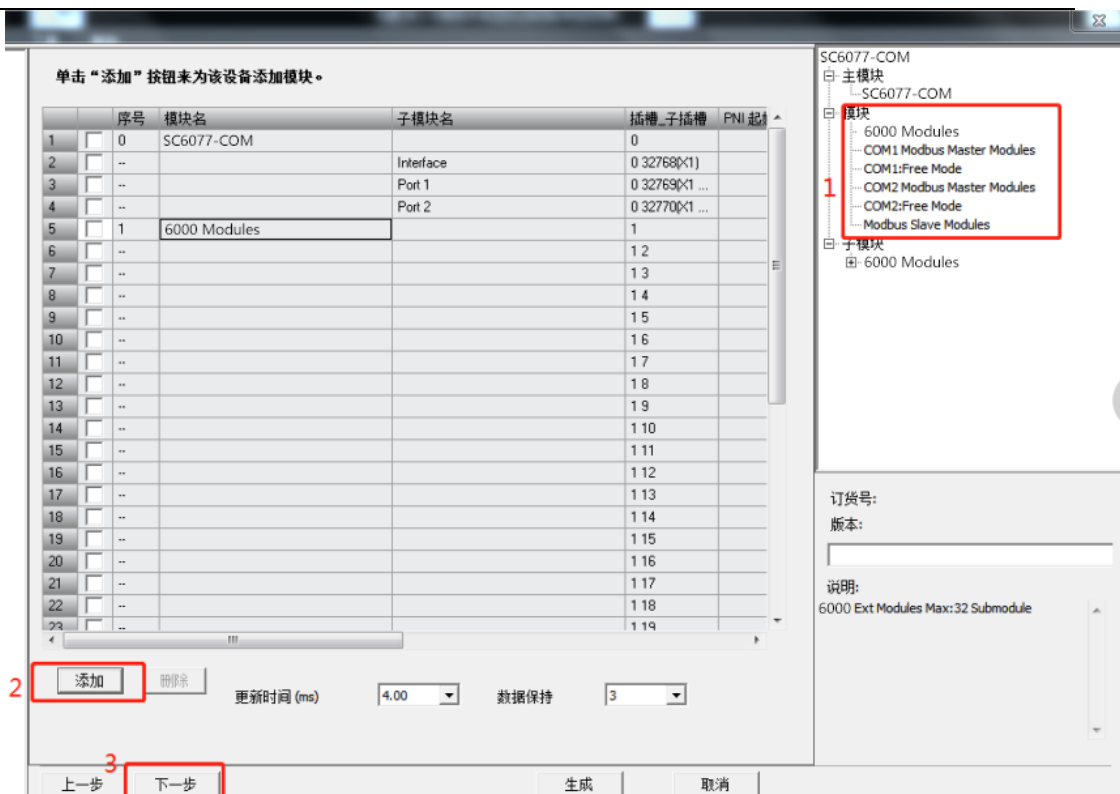 单击“添加”按钮来为该设备添加模块。
序号 模块名 子模块名 插槽_子插槽 PNI
1 0 SC6077-COM 0
2 -- Interface 0 32768(X1)
3 -- Port 1 0 32769(X1 ...
4 -- Port 2 0 32770(X1 ...
5 1 6000 Modules 1
6 -- 1 2
7 -- 1 3
8 -- 1 4
9 -- 1 5
10 -- 1 6
11 -- 1 7
12 -- 1 8
13 -- 1 9
14 -- 1 10
15 -- 1 11
16 -- 1 12
17 -- 1 13
18 -- 1 14
19 -- 1 15
20 -- 1 16
21 -- 1 17
22 -- 1 18
23 -- 1 19
2 添加 删除
更新时间 (ms) 4.00 数据保持 3
3
上一步 下一步 生成 取消
SC6077-COM
主模块
SC6077-COM
模块
6000 Modules
COM1 Modbus Master Modules
COM1:Free Mode
1 COM2 Modbus Master Modules
COM2:Free Mode
Modbus Slave Modules
子模块
6000 Modules
订货号:
版本:
说明:
6000 Ext Modules Max:32 Submodule